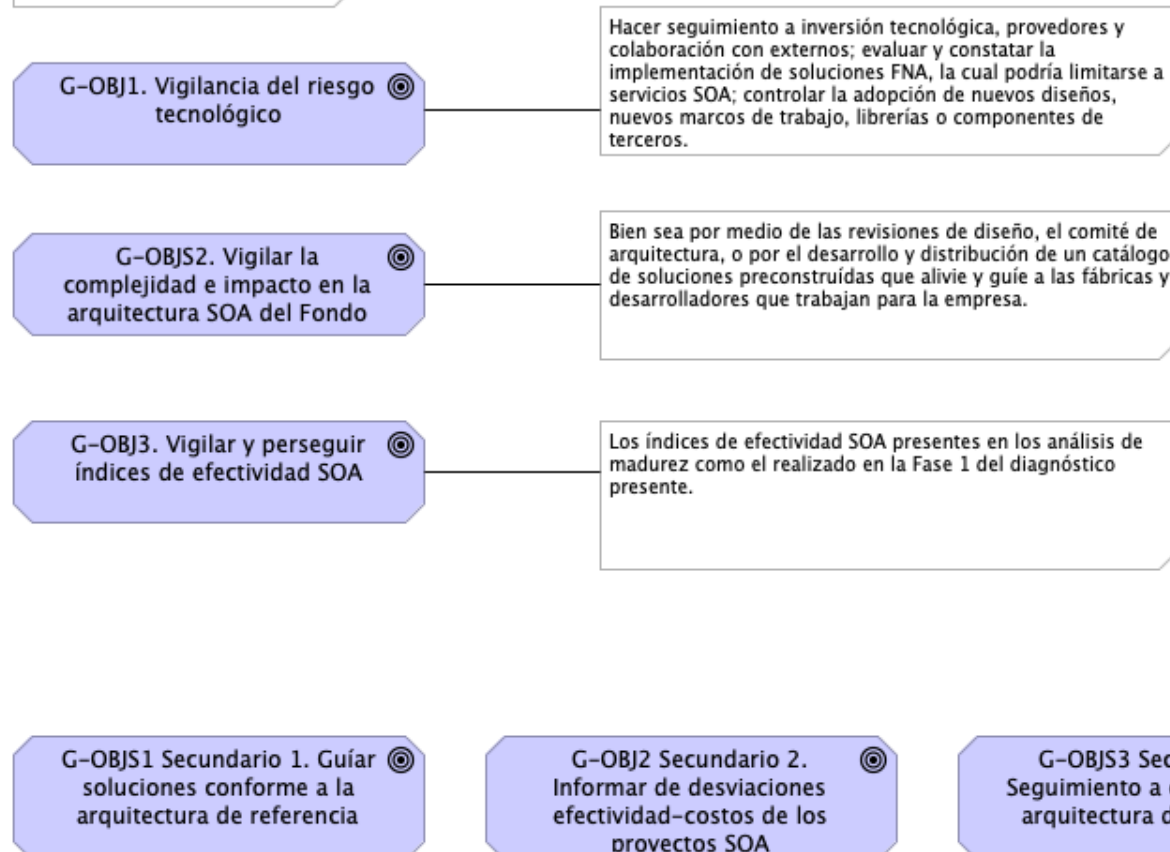 G-OBJ1. Vigilancia del riesgo
tecnológico
Hacer seguimiento a inversión tecnológica, provedores y
colaboración con externos; evaluar y constatar la
implementación de soluciones FNA, la cual podría limitarse a
servicios SOA; controlar la adopción de nuevos diseños,
nuevos marcos de trabajo, librerías o componentes de
terceros.
G-OBJS2. Vigilar la
complejidad e impacto en la
arquitectura SOA del Fondo
Bien sea por medio de las revisiones de diseño, el comité de
arquitectura, o por el desarrollo y distribución de un catálogo
de soluciones preconstruídas que alivie y guíe a las fábricas y
desarrolladores que trabajan para la empresa.
G-OBJ3. Vigilar y perseguir
índices de efectividad SOA
Los índices de efectividad SOA presentes en los análisis de
madurez como el realizado en la Fase 1 del diagnóstico
presente.
G-OBJS1 Secundario 1. Guíar
soluciones conforme a la
arquitectura de referencia
G-OBJ2 Secundario 2.
Informar de desviaciones
efectividad-costos de los
proyectos SOA
G-OBJS3
Seguimiento a
arquitectura